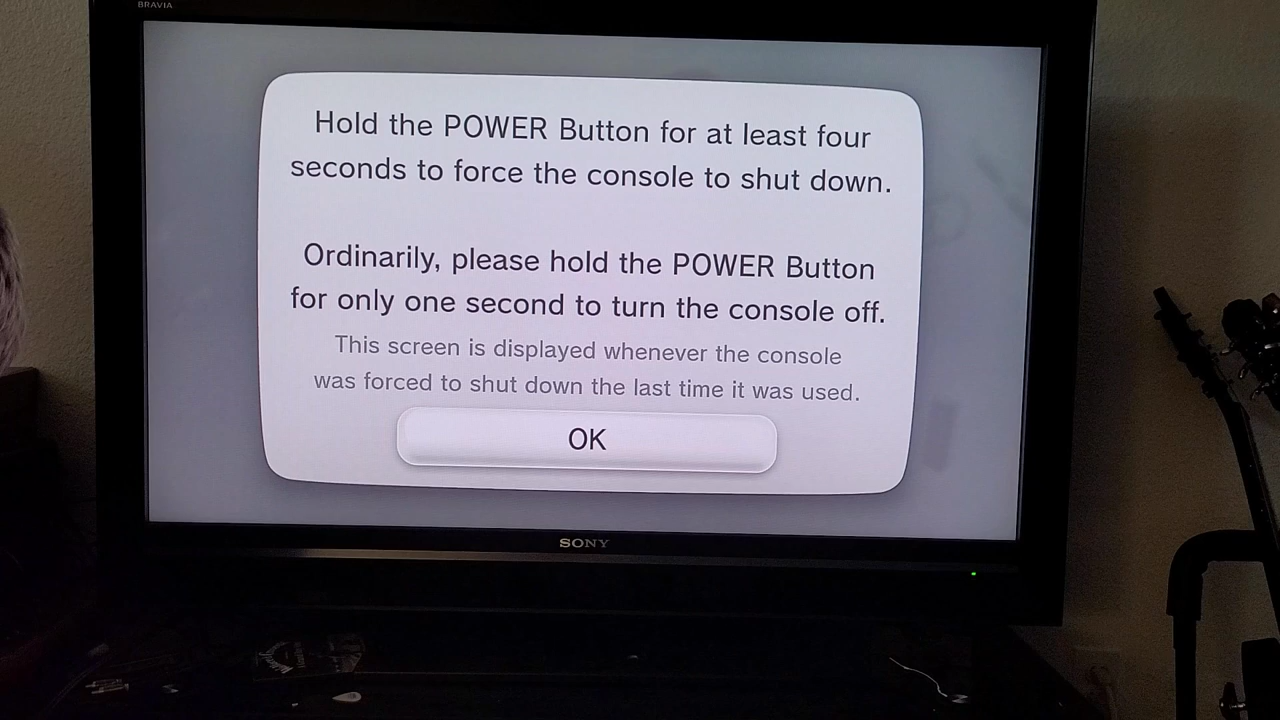 BRAVIA
Hold the POWER Button for at least four
seconds to force the console to shut down.
Ordinarily, please hold the POWER Button
for only one second to turn the console off.
This screen is displayed whenever the console
was forced to shut down the last time it was used.
OK
SONY